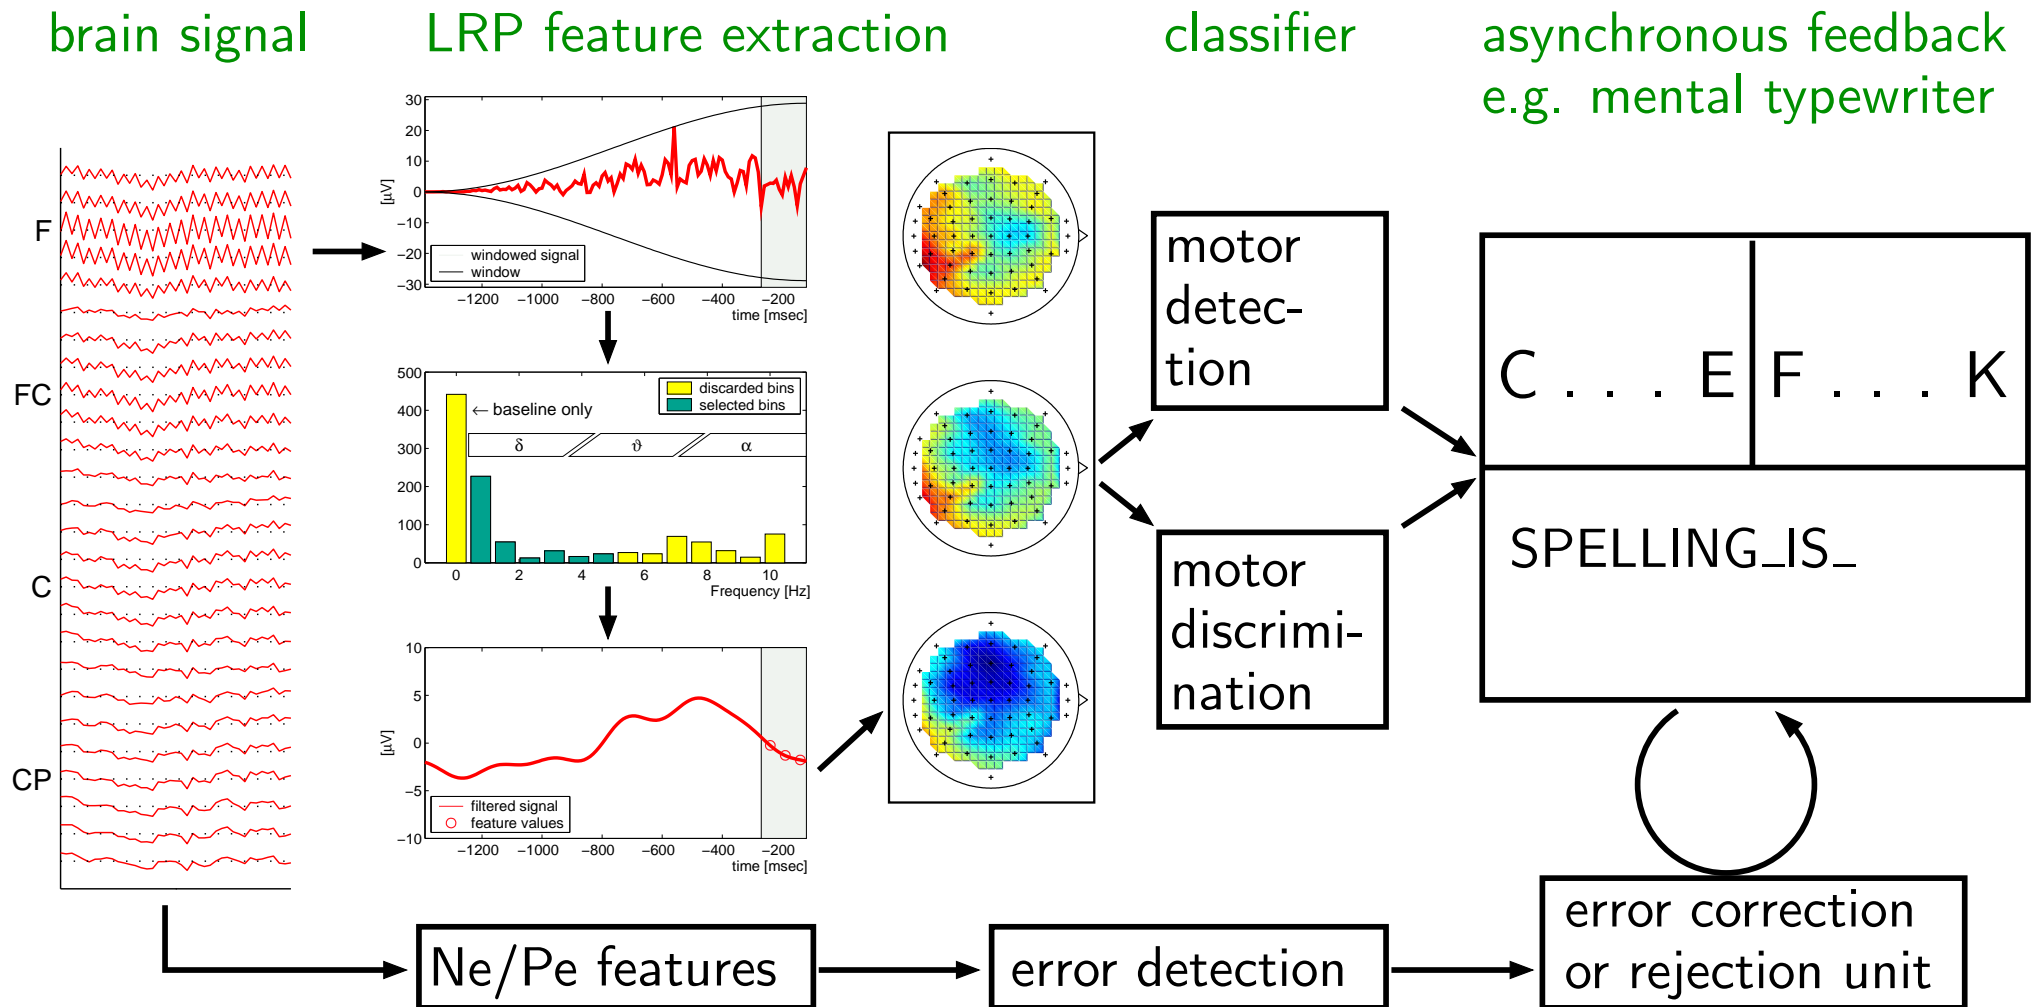 brain signal
LRP feature extraction
classifier
asynchronous feedback
e.g. mental typewriter
F
FC
C
CP
30
20
10
0
−10
−20
−30
[μV]
windowed signal
window
−1200 −1000 −800 −600 −400 −200
time [msec]
500
400
300
200
100
0
discarded bins
selected bins
← baseline only
δ ϑ α
0 2 4 6 8 10
Frequency [Hz]
10
5
0
−5
−10
[μV]
filtered signal
feature values
−1200 −1000 −800 −600 −400 −200
time [msec]
motor
detec-
tion
motor
discrimi-
nation
C . . . E F . . . K
SPELLING_IS_
Ne/Pe features
error detection
error correction
or rejection unit